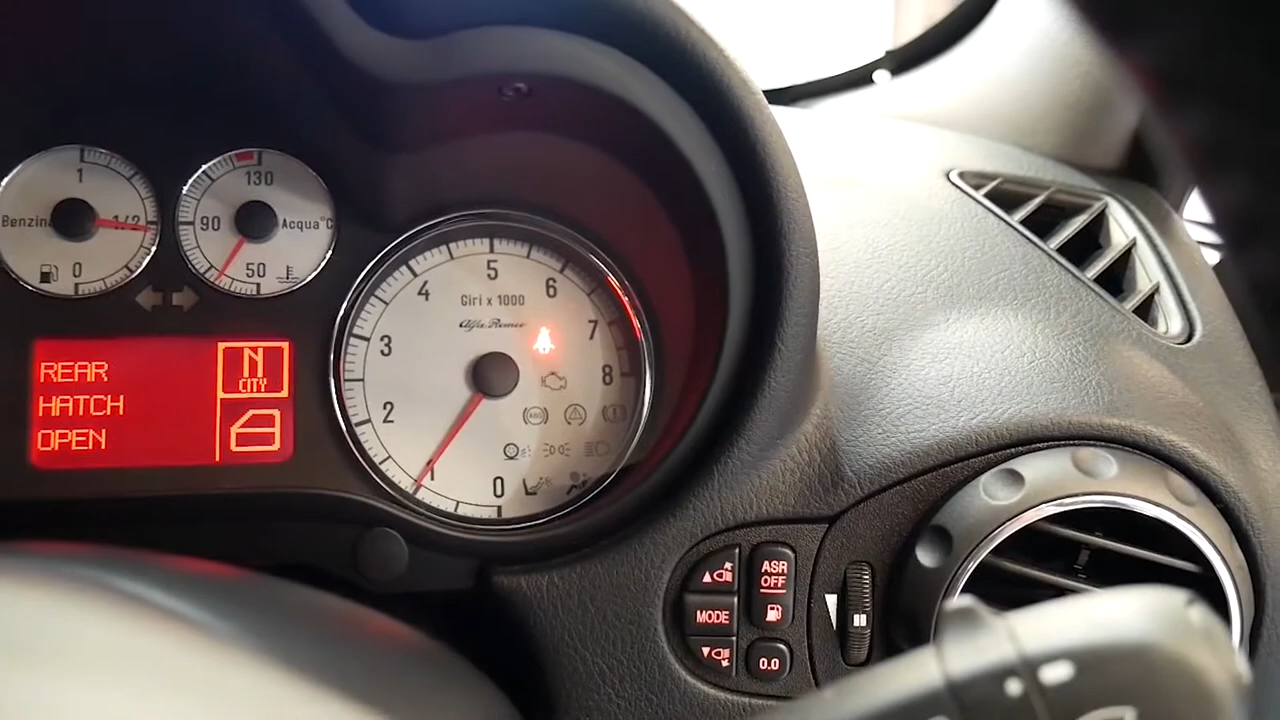 1
Benzina
1/2
0
130
90
Acqua°C
50
5
4
6
Giri x 1000
Alfa Romeo
3
7
8
2
1
0
ABS
REAR
HATCH
OPEN
N
CITY
ASR
OFF
MODE
0.0